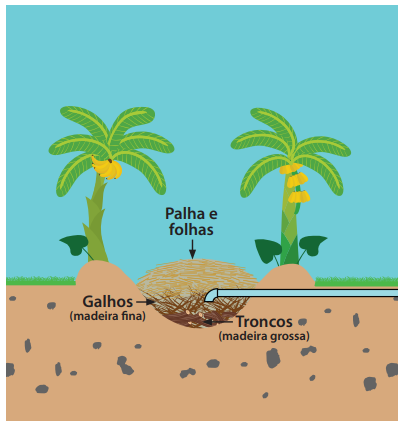 Palha e
folhas
Galhos
(madeira fina)
Troncos
(madeira grossa)